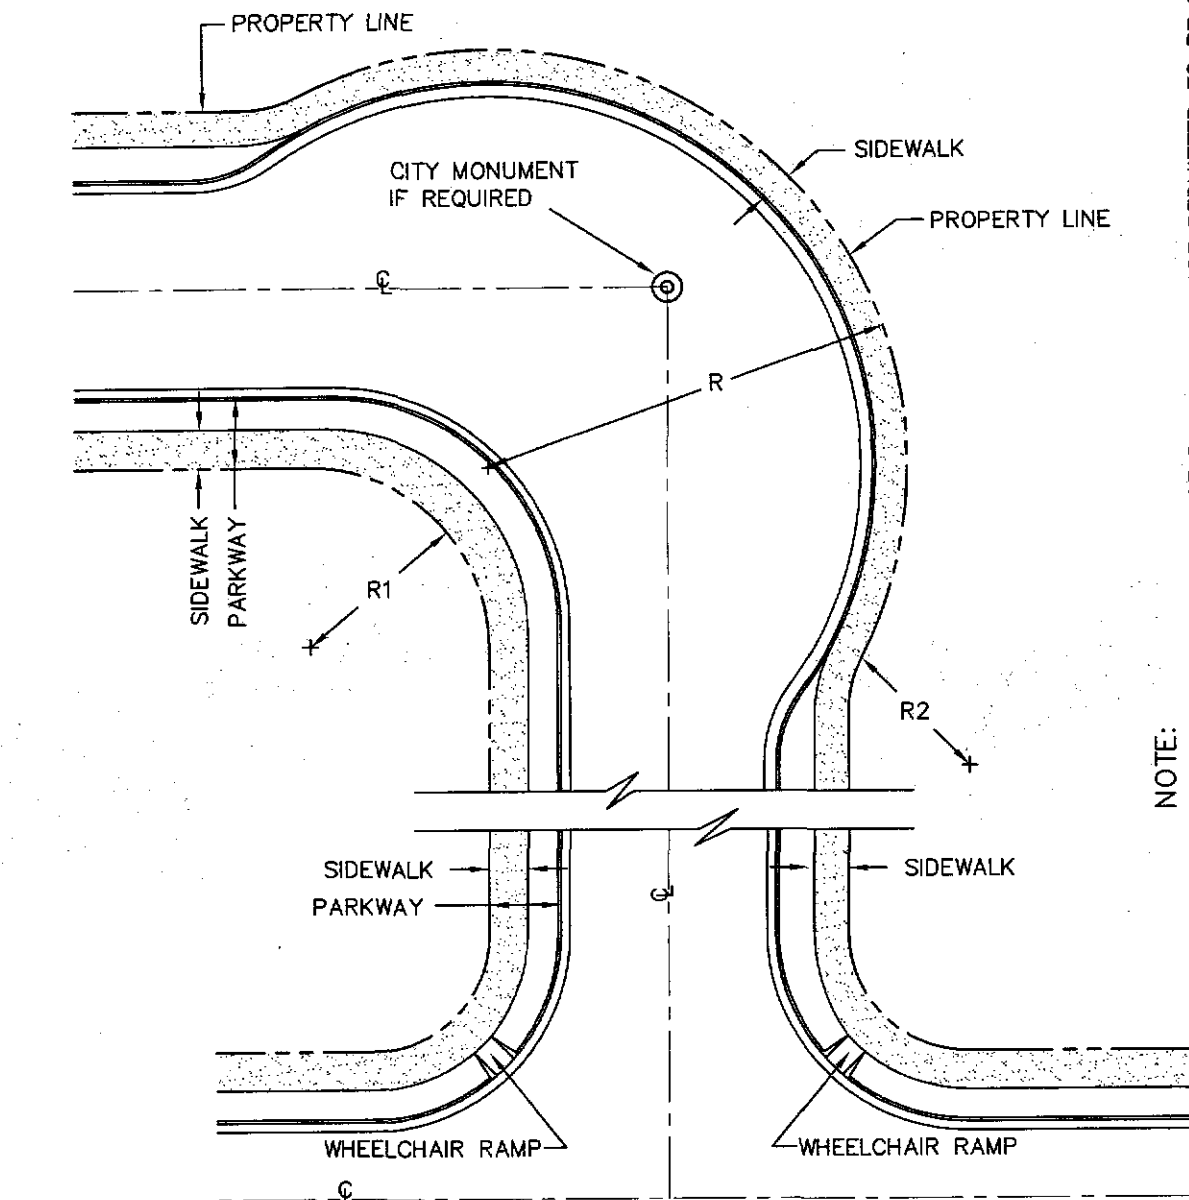 PROPERTY LINE
SIDEWALK
CITY MONUMENT
IF REQUIRED
PROPERTY LINE
℄
R
SIDEWALK
PARKWAY
R1
R2
NOTE:
SIDEWALK
SIDEWALK
PARKWAY
℄
WHEELCHAIR RAMP
WHEELCHAIR RAMP
℄